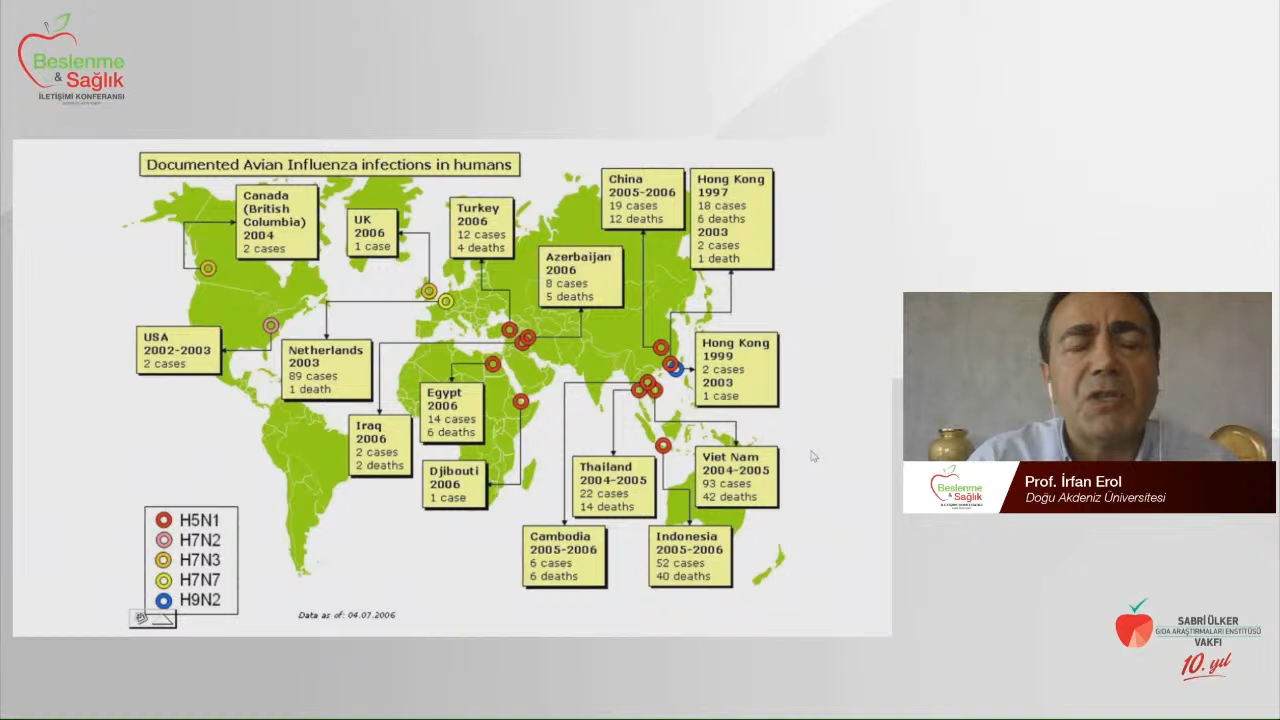 Beslenme
& Sağlık
İLETİŞİMİ KONFERANSI
Documented Avian Influenza infections in humans
Canada
(British
Columbia)
2004
2 cases
UK
2006
1 case
Turkey
2006
12 cases
4 deaths
Azerbaijan
2006
8 cases
5 deaths
China
2005-2006
19 cases
12 deaths
Hong Kong
1997
18 cases
6 deaths
2003
2 cases
1 death
USA
2002-2003
2 cases
Netherlands
2003
89 cases
1 death
Hong Kong
1999
2 cases
2003
1 case
Egypt
2006
14 cases
6 deaths
Iraq
2006
2 cases
2 deaths
Djibouti
2006
1 case
Thailand
2004-2005
22 cases
14 deaths
Viet Nam
2004-2005
93 cases
42 deaths
Cambodia
2005-2006
6 cases
6 deaths
Indonesia
2005-2006
52 cases
40 deaths
H5N1
H7N2
H7N3
H7N7
H9N2
Data as of: 04.07.2006
Beslenme
& Sağlık
Prof. İrfan Erol
Doğu Akdeniz Üniversitesi
SABRİ ÜLKER
GIDA ARAŞTIRMALARI ENSTİTÜSÜ
VAKFI
10. yıl